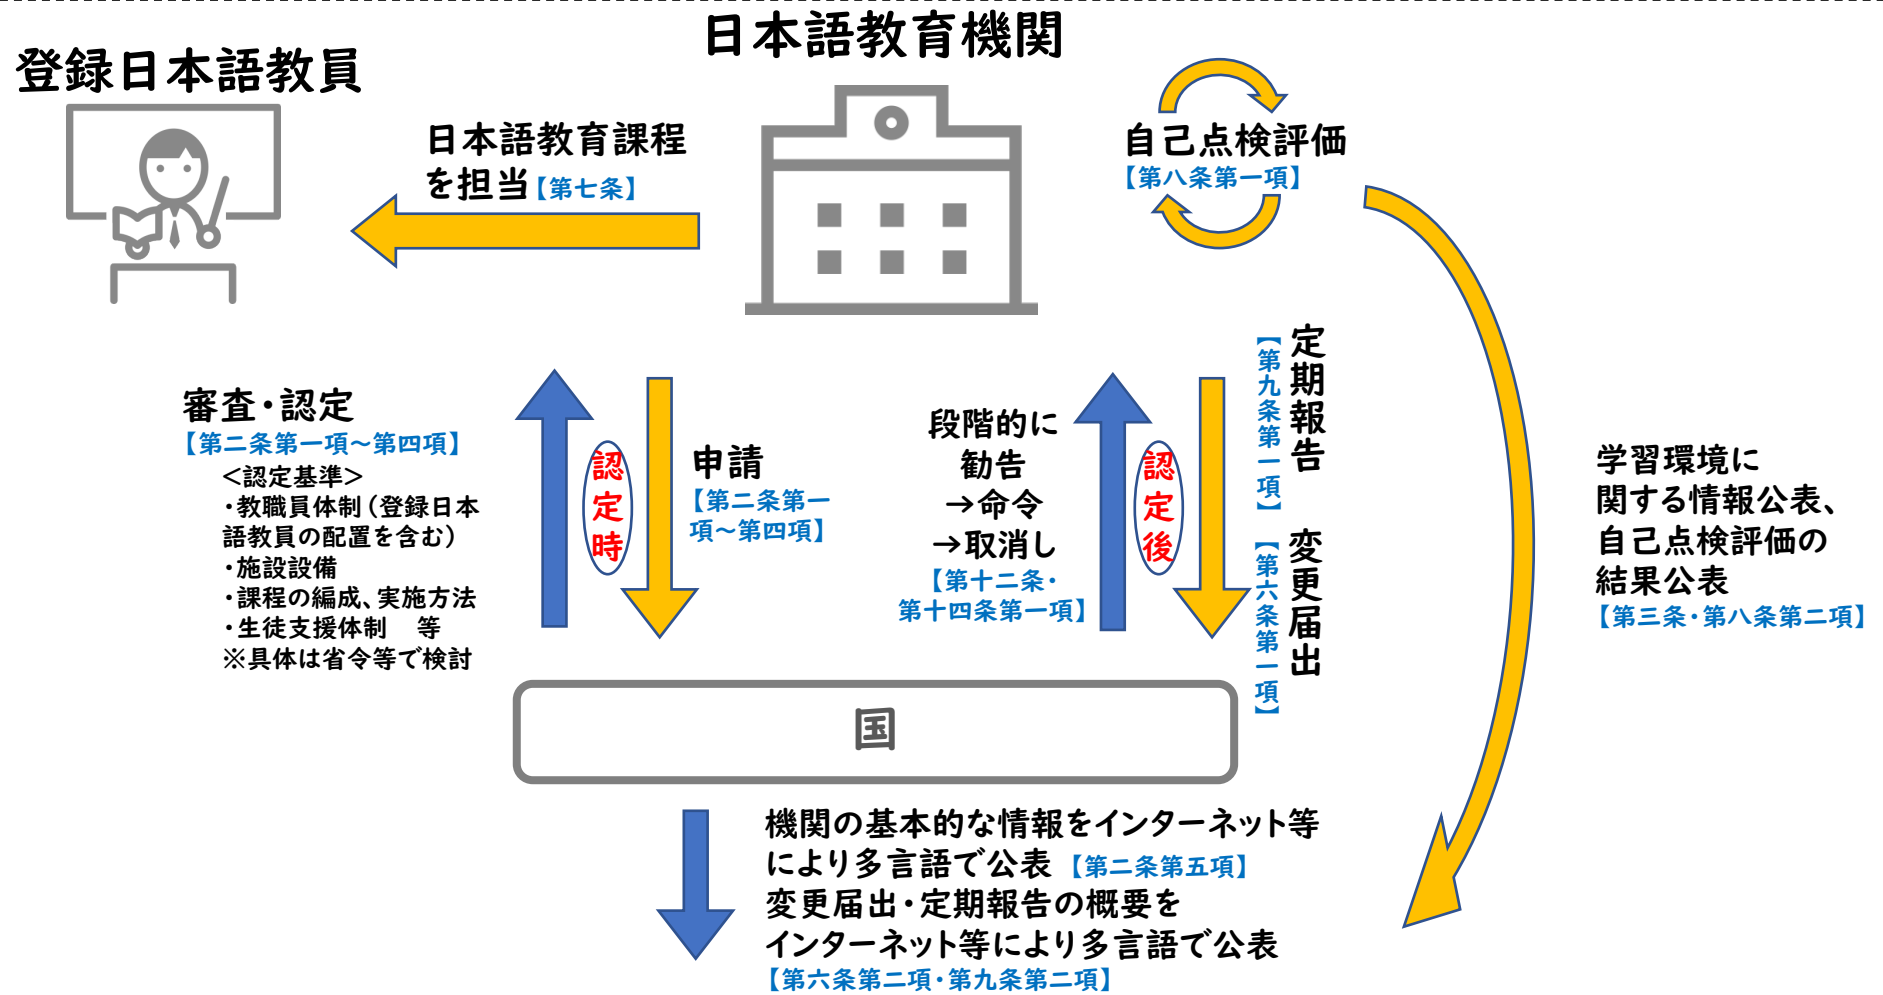 日本語教育機関
登録日本語教員
日本語教育課程
を担当【第七条】
自己点検評価
【第八条第一項】
審査・認定
【第二条第一項～第四項】
＜認定基準＞
・教職員体制（登録日本
語教員の配置を含む）
・施設設備
・課程の編成、実施方法
・生徒支援体制　等
※具体は省令等で検討
認定時
申請
【第二条第一
項～第四項】
段階的に
勧告
→命令
→取消し
【第十二条・
第十四条第一項】
認定後
定期報告
【第九条第一項】
変更届出
【第六条第一項】
学習環境に
関する情報公表、
自己点検評価の
結果公表
【第三条・第八条第二項】
国
機関の基本的な情報をインターネット等
により多言語で公表【第二条第五項】
変更届出・定期報告の概要を
インターネット等により多言語で公表
【第六条第二項・第九条第二項】